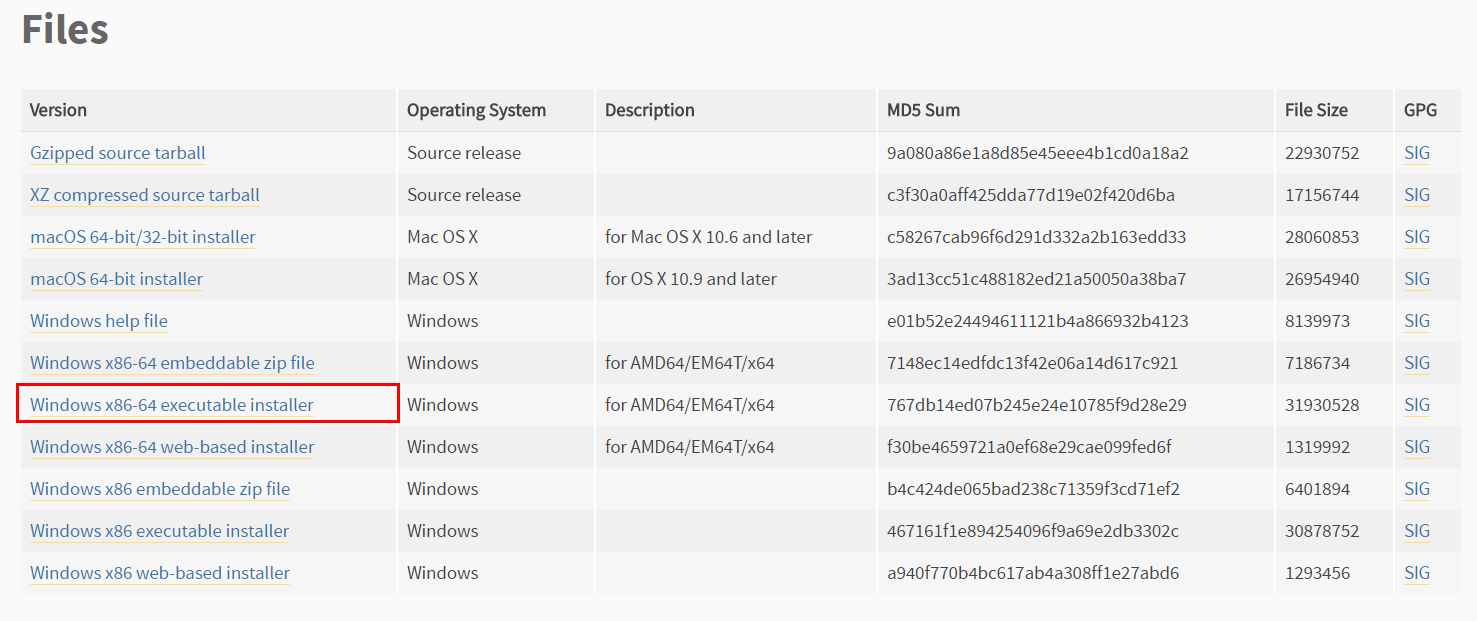 Files
Version Operating System Description MD5 Sum File Size GPG
Gzipped source tarball Source release 9a080a86e1a8d85e45eee4b1cd0a18a2 22930752 SIG
XZ compressed source tarball Source release c3f30a0aff425dda77d19e02f420d6ba 17156744 SIG
macOS 64-bit/32-bit installer Mac OS X for Mac OS X 10.6 and later c58267cab96f6d291d332a2b163edd33 28060853 SIG
macOS 64-bit installer Mac OS X for OS X 10.9 and later 3ad13cc51c488182ed21a50050a38ba7 26954940 SIG
Windows help file Windows e01b52e24494611121b4a866932b4123 8139973 SIG
Windows x86-64 embeddable zip file Windows for AMD64/EM64T/x64 7148ec14edfdc13f42e06a14d617c921 7186734 SIG
Windows x86-64 executable installer Windows for AMD64/EM64T/x64 767db14ed07b245e24e10785f9d28e29 31930528 SIG
Windows x86-64 web-based installer Windows for AMD64/EM64T/x64 f30be4659721a0ef68e29cae099fed6f 1319992 SIG
Windows x86 embeddable zip file Windows b4c424de065bad238c71359f3cd71ef2 6401894 SIG
Windows x86 executable installer Windows 467161f1e894254096f9a69e2db3302c 30878752 SIG
Windows x86 web-based installer Windows a940f770b4bc617ab4a308ff1e27abd6 1293456 SIG